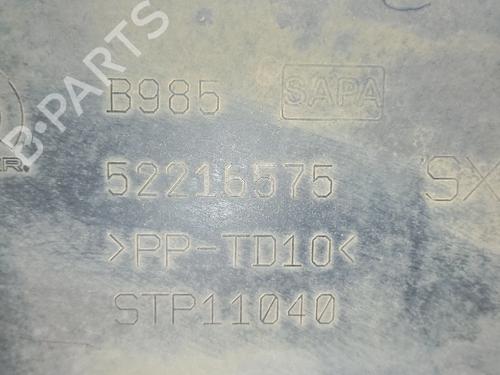 B-PARTS
B985 SAPA
52216575
SX
>PP-TD10<
STP11040